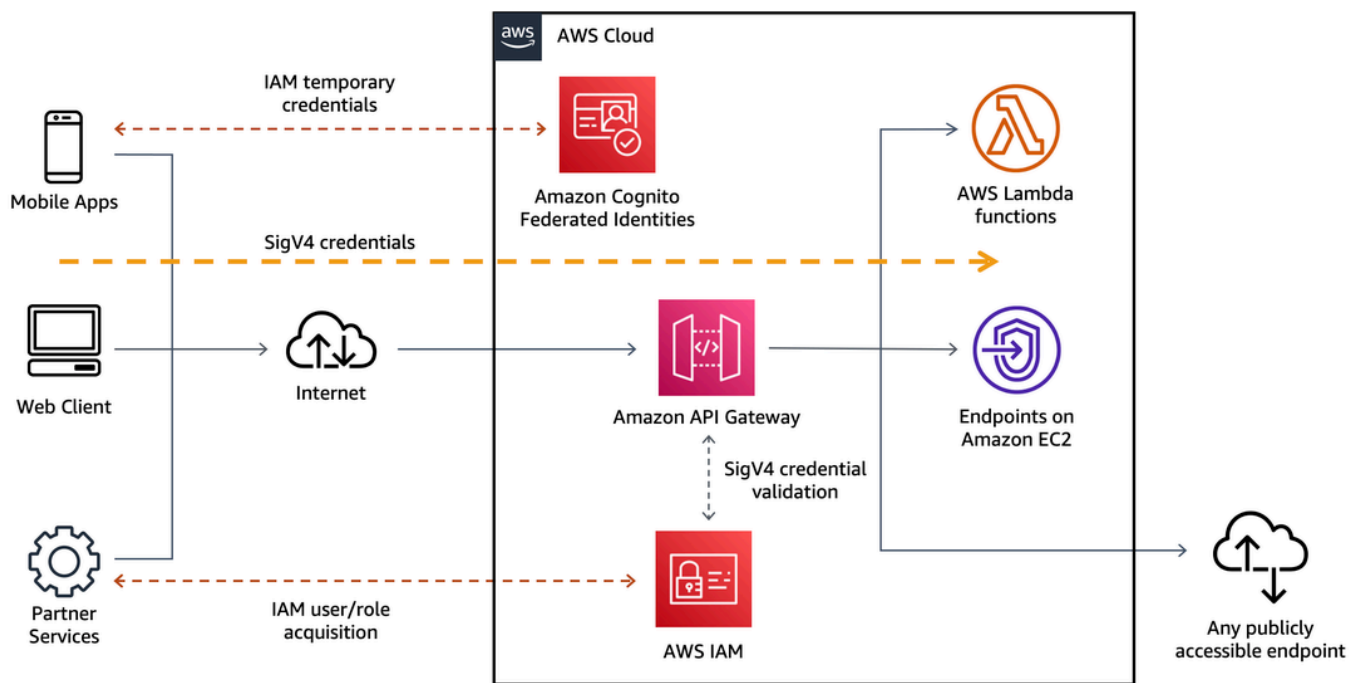 aws
AWS Cloud
IAM temporary
credentials
Mobile Apps
Amazon Cognito
Federated Identities
AWS Lambda
functions
SigV4 credentials
Web Client
Internet
</>
Amazon API Gateway
Endpoints on
Amazon EC2
SigV4 credential
validation
Partner
Services
IAM user/role
acquisition
AWS IAM
Any publicly
accessible endpoint